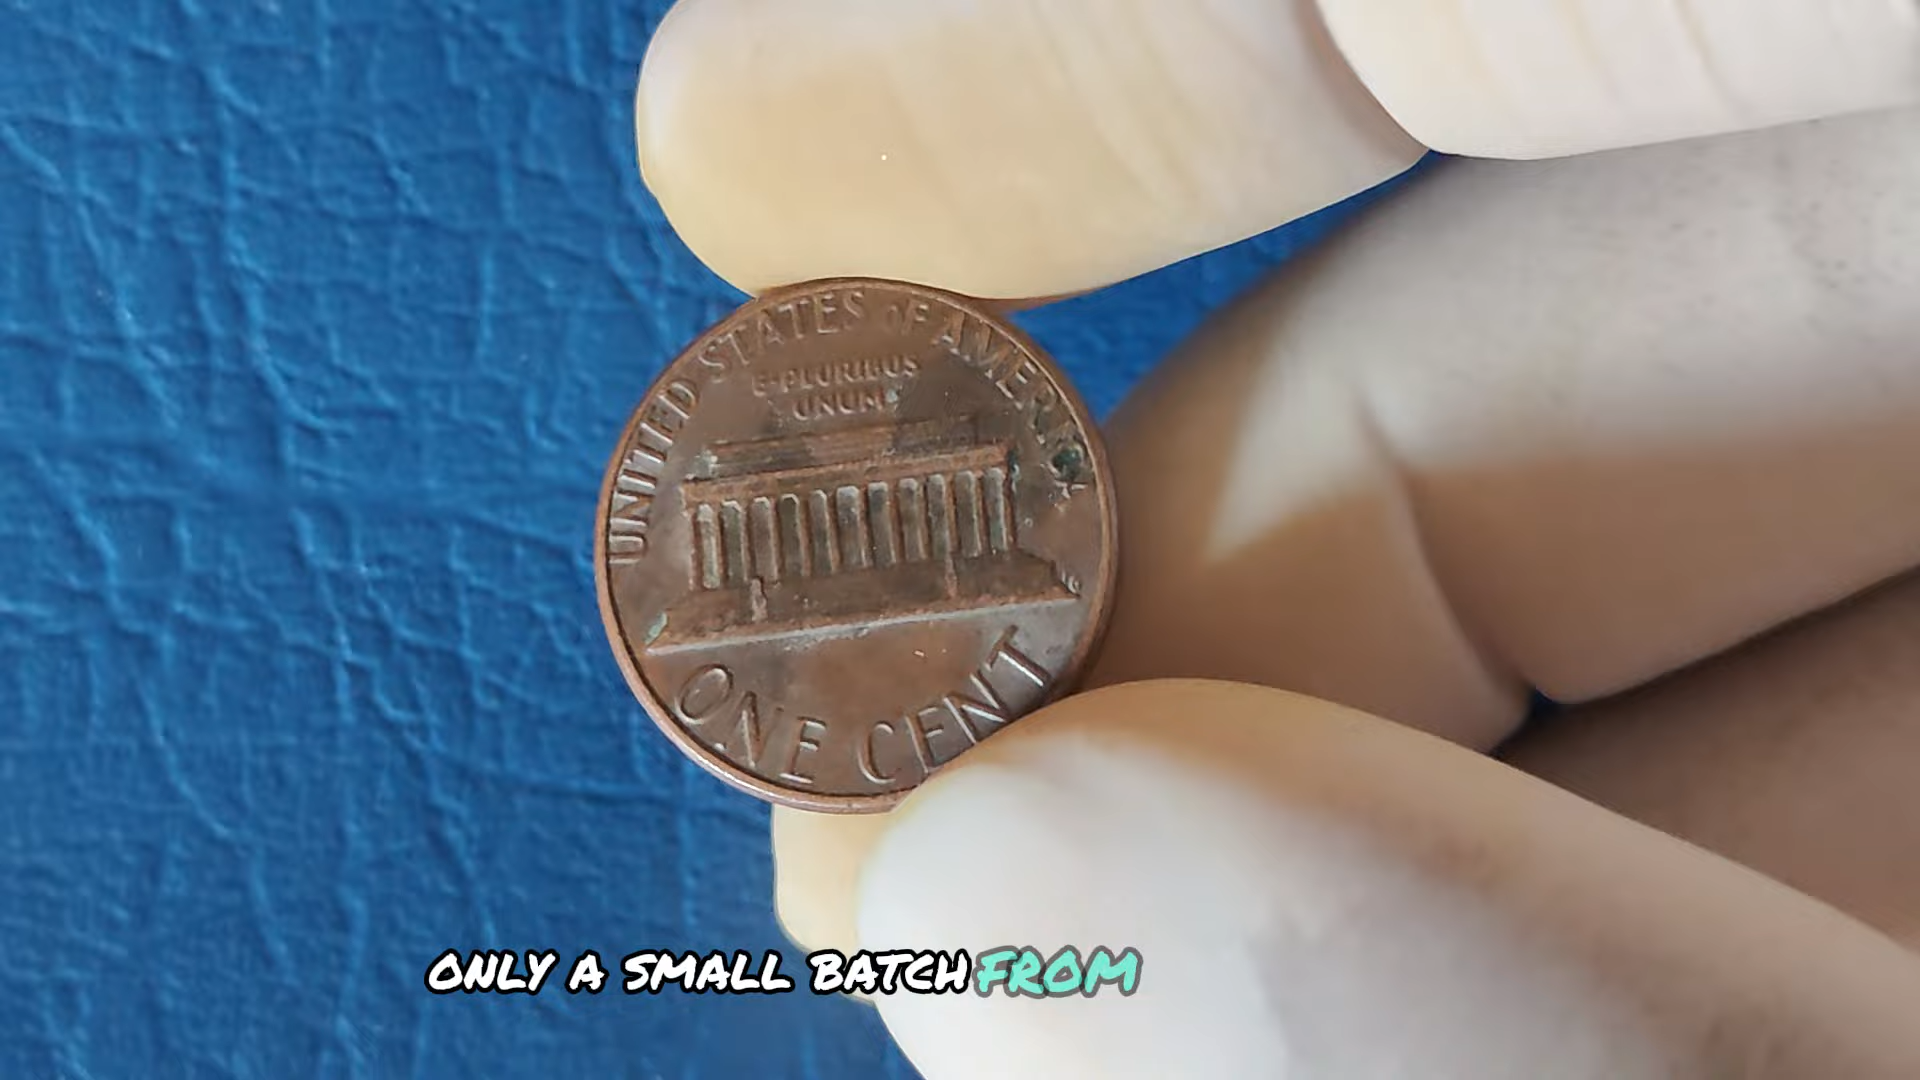 UNITED STATES OF AMERICA
E·PLURIBUS
UNUM
ONE CENT
ONLY A SMALL BATCH FROM